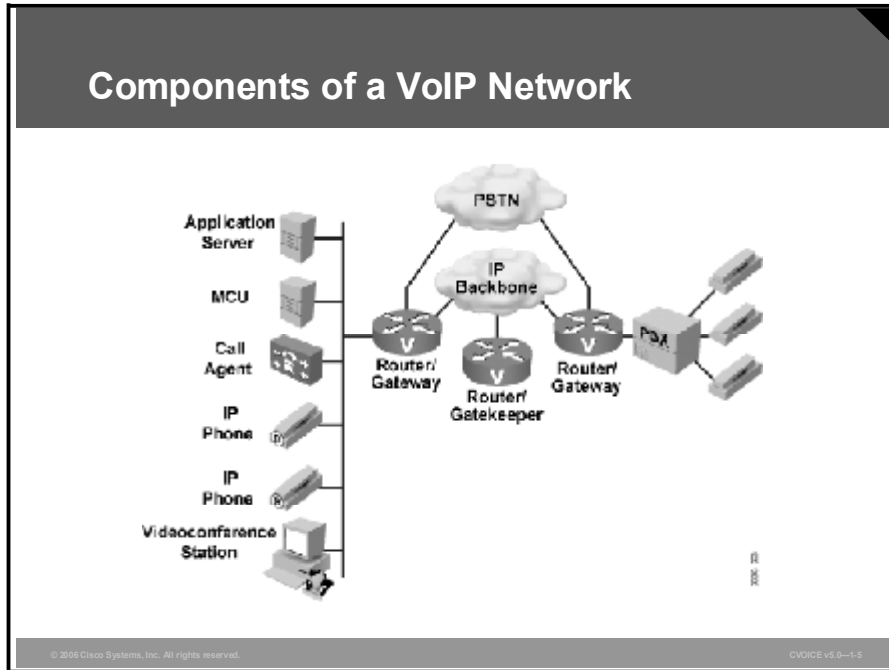 Components of a VoIP Network
PSTN
Application
Server
IP
Backbone
MCU
PBX
Call
Agent
Router/
Gateway
Router/
Gatekeeper
Router/
Gateway
IP
Phone
IP
Phone
Videoconference
Station
© 2006 Cisco Systems, Inc. All rights reserved.
CVOICE v5.0—1-5